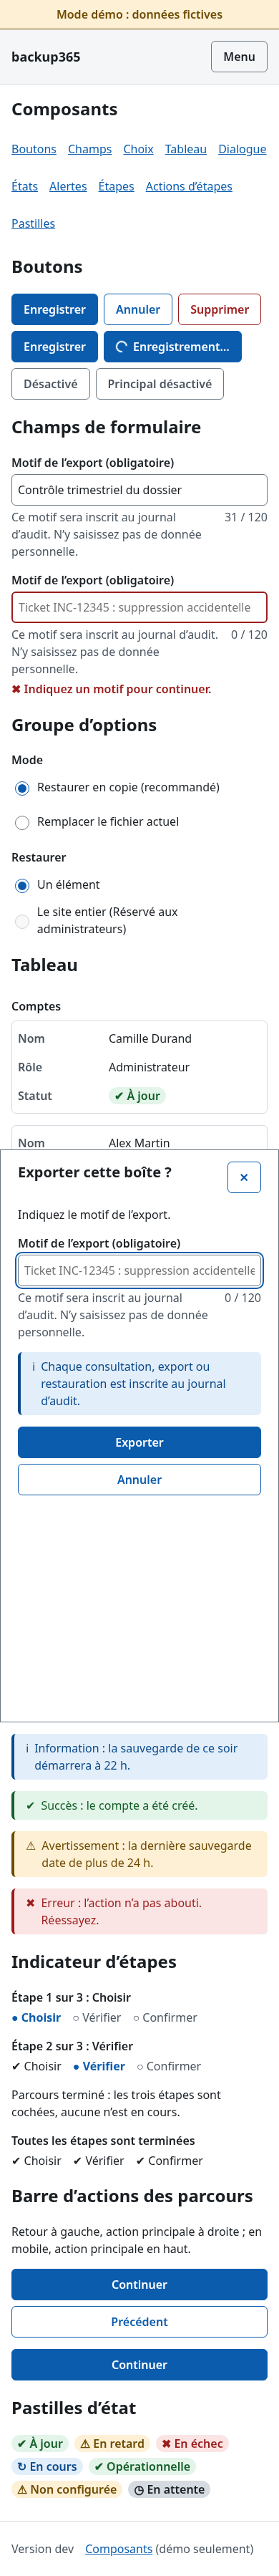 Mode démo : données fictives
backup365
Menu
Composants
Boutons Champs Choix Tableau Dialogue
États Alertes Étapes Actions d’étapes
Pastilles
Boutons
Enregistrer Annuler Supprimer
Enregistrer Enregistrement…
Désactivé Principal désactivé
Champs de formulaire
Motif de l’export (obligatoire)
Contrôle trimestriel du dossier
Ce motif sera inscrit au journal 31 / 120
d’audit. N’y saisissez pas de donnée
personnelle.
Motif de l’export (obligatoire)
Ticket INC-12345 : suppression accidentelle
Ce motif sera inscrit au journal d’audit. 0 / 120
N’y saisissez pas de donnée
personnelle.
✖ Indiquez un motif pour continuer.
Groupe d’options
Mode
Restaurer en copie (recommandé)
Remplacer le fichier actuel
Restaurer
Un élément
Le site entier (Réservé aux
administrateurs)
Tableau
Comptes
Nom Camille Durand
Rôle Administrateur
Statut ✔ À jour
Nom Alex Martin
Exporter cette boîte ? ✕
Indiquez le motif de l’export.
Motif de l’export (obligatoire)
Ticket INC-12345 : suppression accidentelle
Ce motif sera inscrit au journal 0 / 120
d’audit. N’y saisissez pas de donnée
personnelle.
i Chaque consultation, export ou
restauration est inscrite au journal
d’audit.
Exporter
Annuler
i Information : la sauvegarde de ce soir
démarrera à 22 h.
✔ Succès : le compte a été créé.
⚠ Avertissement : la dernière sauvegarde
date de plus de 24 h.
✖ Erreur : l’action n’a pas abouti.
Réessayez.
Indicateur d’étapes
Étape 1 sur 3 : Choisir
● Choisir ○ Vérifier ○ Confirmer
Étape 2 sur 3 : Vérifier
✔ Choisir ● Vérifier ○ Confirmer
Parcours terminé : les trois étapes sont
cochées, aucune n’est en cours.
Toutes les étapes sont terminées
✔ Choisir ✔ Vérifier ✔ Confirmer
Barre d’actions des parcours
Retour à gauche, action principale à droite ; en
mobile, action principale en haut.
Continuer
Précédent
Continuer
Pastilles d’état
✔ À jour ⚠ En retard ✖ En échec
↻ En cours ✔ Opérationnelle
⚠ Non configurée ◷ En attente
Version dev Composants (démo seulement)